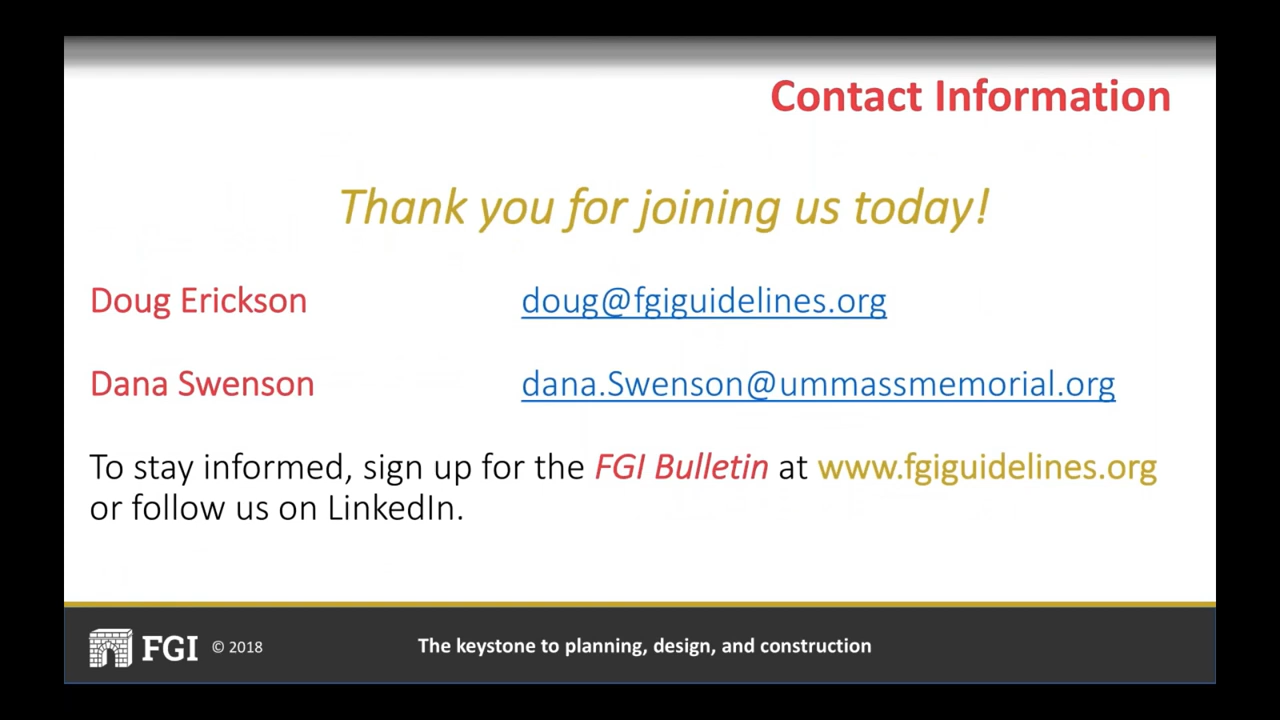 Contact Information
Thank you for joining us today!
Doug Erickson doug@fgiguidelines.org
Dana Swenson dana.Swenson@ummassmemorial.org
To stay informed, sign up for the FGI Bulletin at www.fgiguidelines.org
or follow us on LinkedIn.
FGI © 2018 The keystone to planning, design, and construction